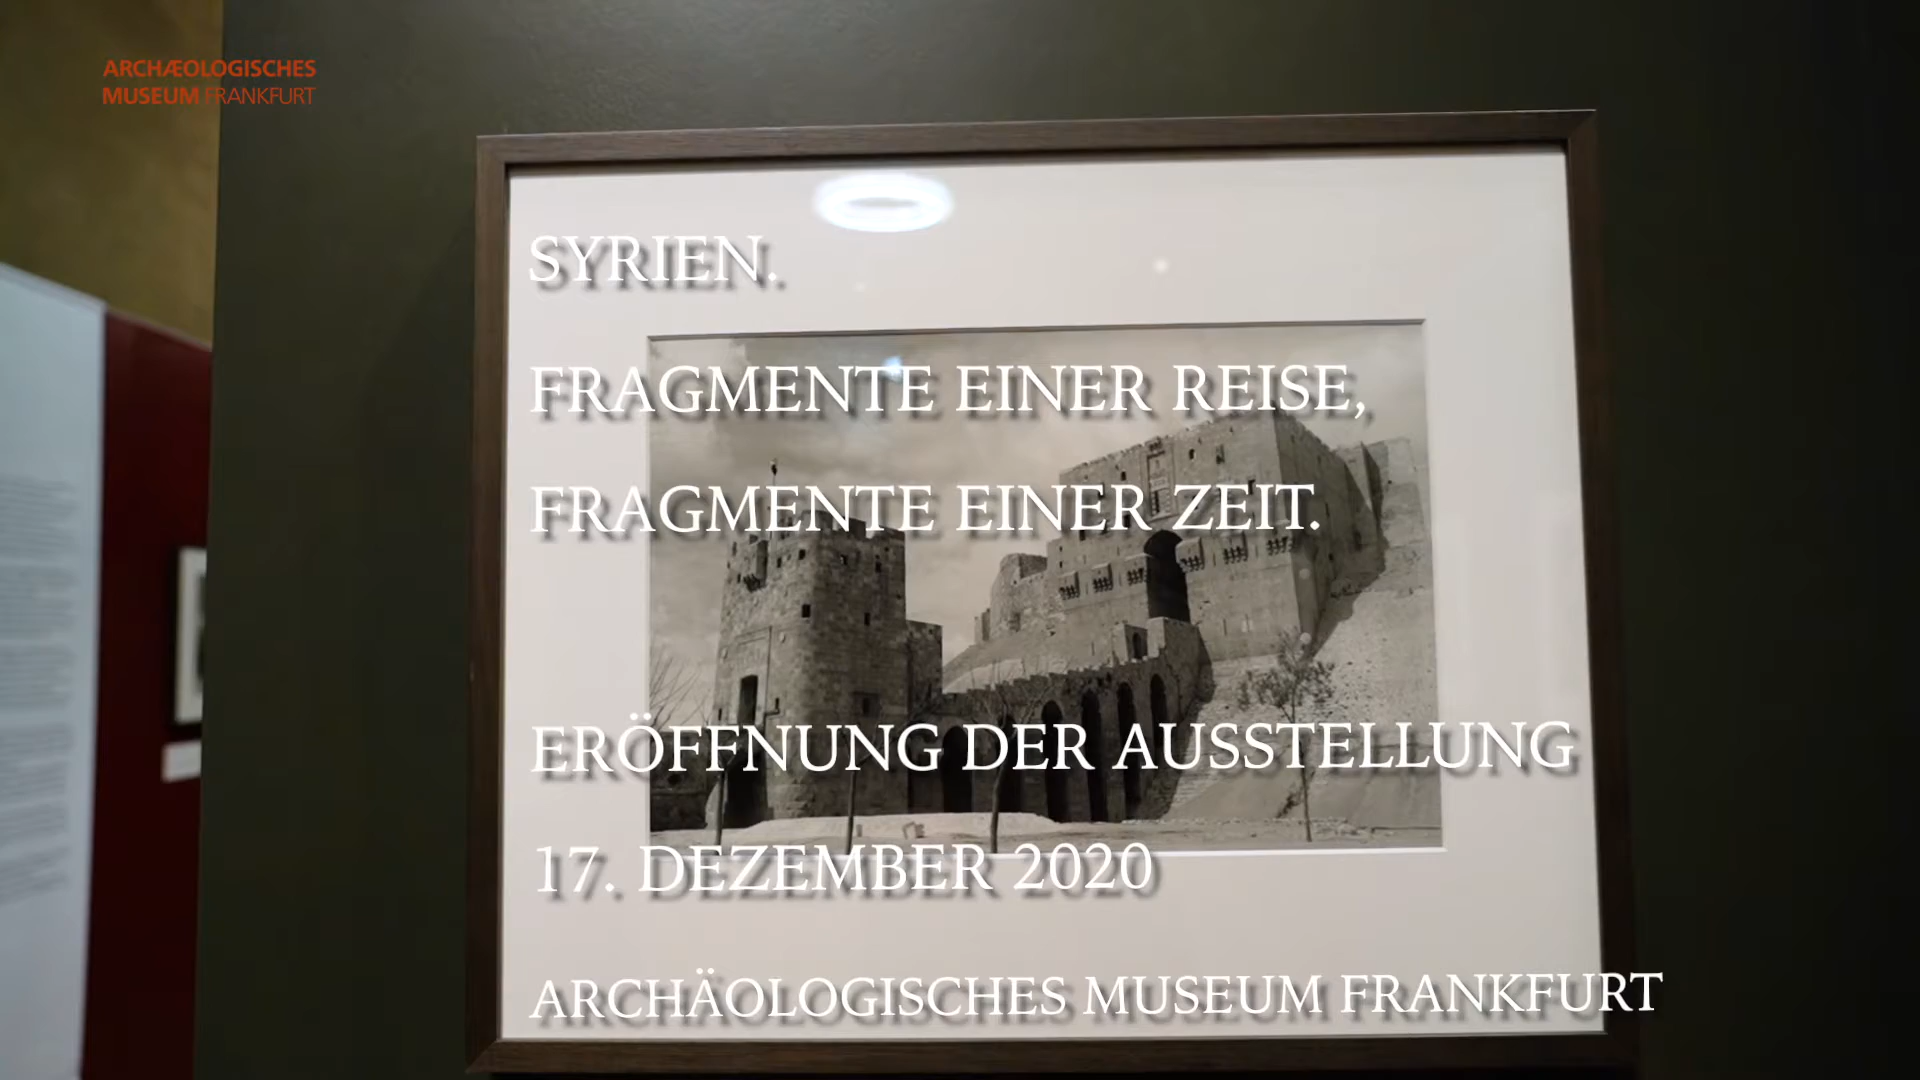 ARCHÆOLOGISCHES
MUSEUM FRANKFURT
SYRIEN.
FRAGMENTE EINER REISE,
FRAGMENTE EINER ZEIT.
ERÖFFNUNG DER AUSSTELLUNG
17. DEZEMBER 2020
ARCHÄOLOGISCHES MUSEUM FRANKFURT